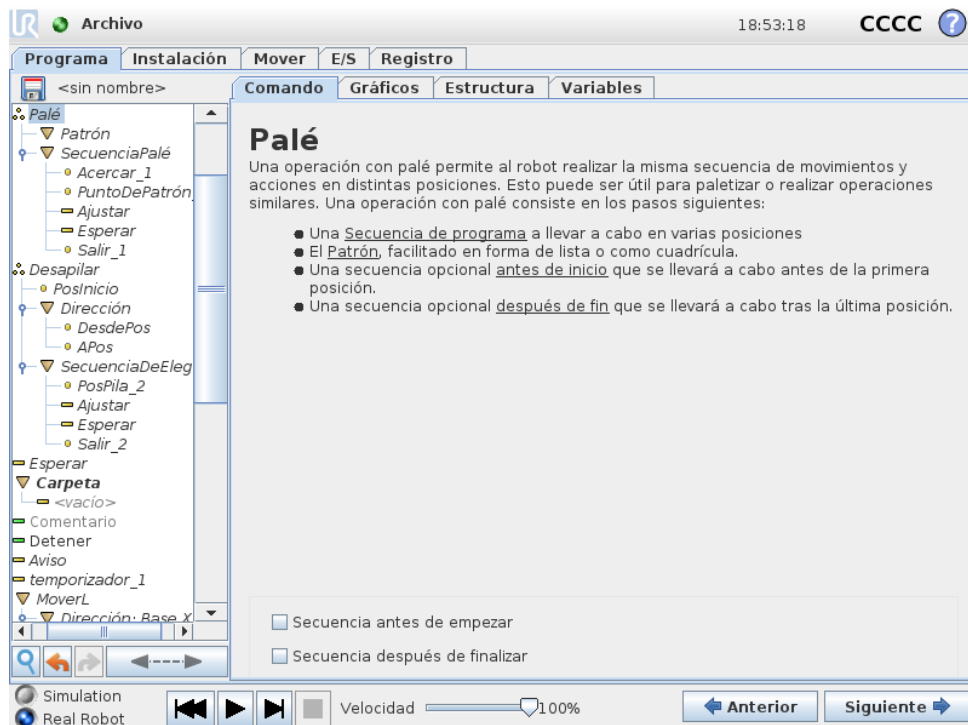 UR Archivo 18:53:18 CCCC ?
Programa Instalación Mover E/S Registro
<sin nombre>
Comando Gráficos Estructura Variables
Palé
Patrón
SecuenciaPalé
Acercar_1
PuntoDePatrón_
Ajustar
Esperar
Salir_1
Desapilar
PosInicio
Dirección
DesdePos
APos
SecuenciaDeEleg
PosPila_2
Ajustar
Esperar
Salir_2
Esperar
Carpeta
<vacío>
Comentario
Detener
Aviso
temporizador_1
MoverL
Dirección: Base X
Palé
Una operación con palé permite al robot realizar la misma secuencia de movimientos y
acciones en distintas posiciones. Esto puede ser útil para paletizar o realizar operaciones
similares. Una operación con palé consiste en los pasos siguientes:
Una Secuencia de programa a llevar a cabo en varias posiciones
El Patrón, facilitado en forma de lista o como cuadrícula.
Una secuencia opcional antes de inicio que se llevará a cabo antes de la primera
posición.
Una secuencia opcional después de fin que se llevará a cabo tras la última posición.
Secuencia antes de empezar
Secuencia después de finalizar
Simulation
Real Robot
Velocidad 100%
Anterior Siguiente